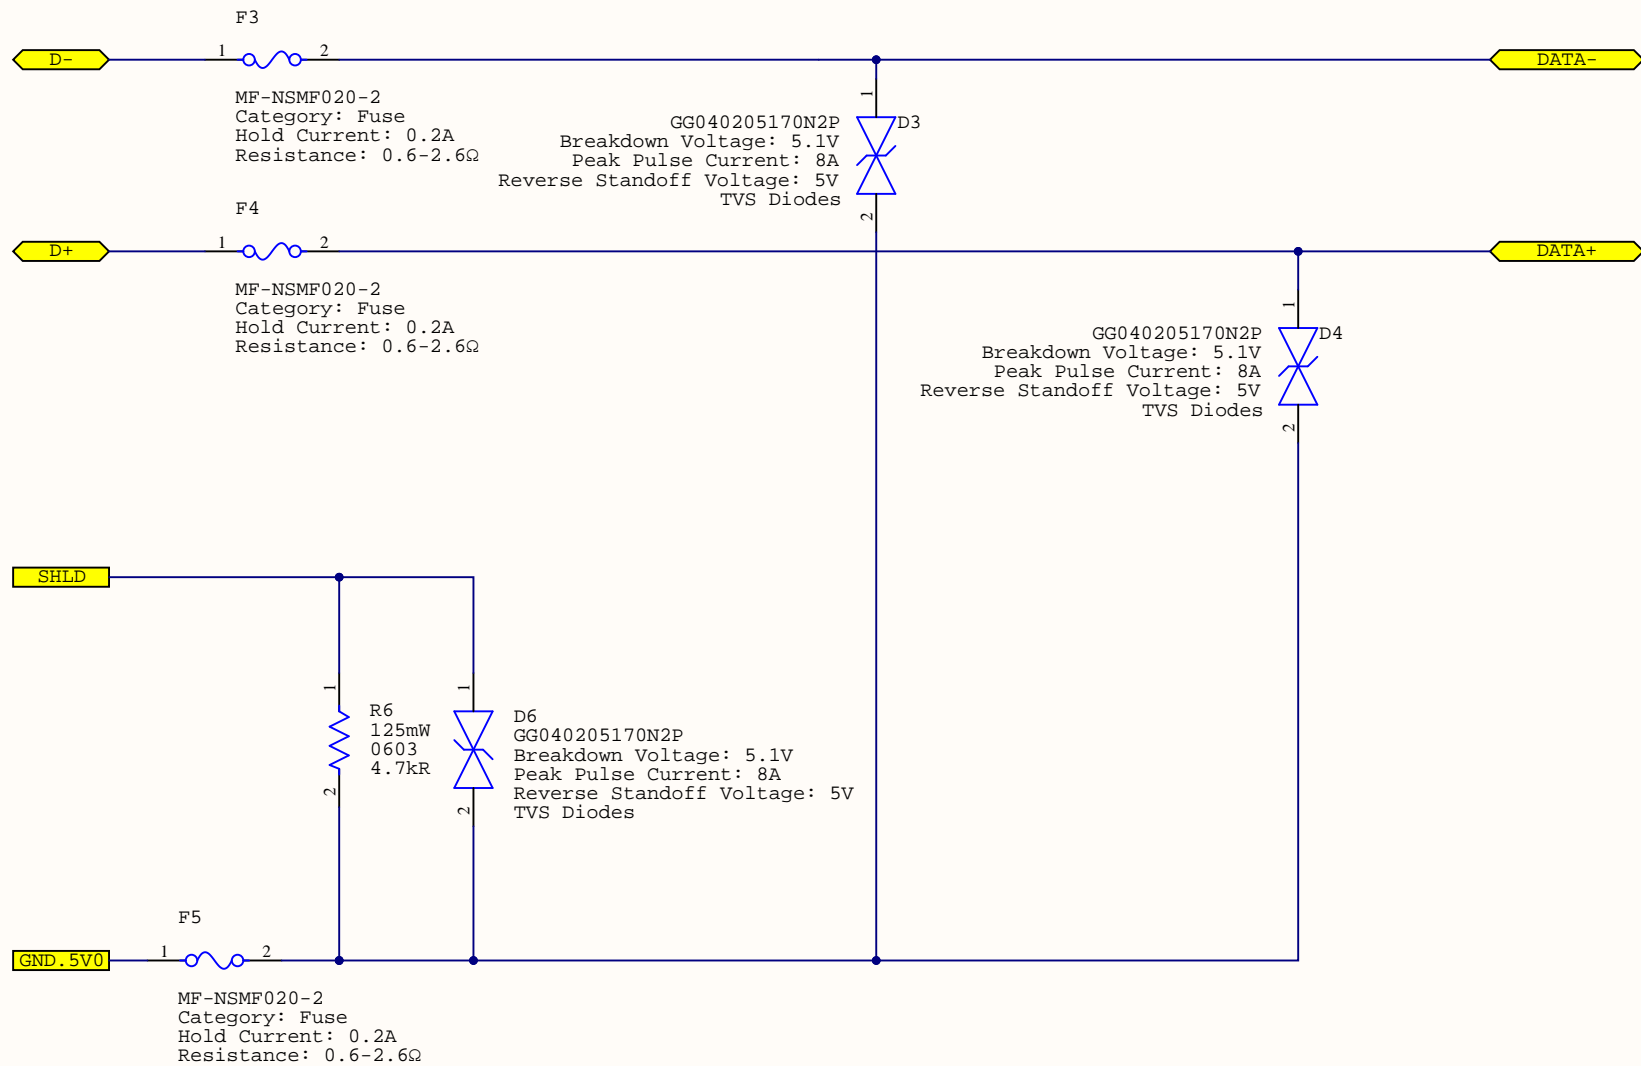 F3
D-
1
2
DATA-
MF-NSMF020-2
Category: Fuse
Hold Current: 0.2A
Resistance: 0.6-2.6Ω
1
GG040205170N2P
D3
Breakdown Voltage: 5.1V
Peak Pulse Current: 8A
Reverse Standoff Voltage: 5V
TVS Diodes
2
F4
D+
1
2
DATA+
MF-NSMF020-2
Category: Fuse
Hold Current: 0.2A
Resistance: 0.6-2.6Ω
1
GG040205170N2P
D4
Breakdown Voltage: 5.1V
Peak Pulse Current: 8A
Reverse Standoff Voltage: 5V
TVS Diodes
2
SHLD
1
R6
125mW
0603
4.7kR
2
1
D6
GG040205170N2P
Breakdown Voltage: 5.1V
Peak Pulse Current: 8A
Reverse Standoff Voltage: 5V
TVS Diodes
2
F5
GND.5V0
1
2
MF-NSMF020-2
Category: Fuse
Hold Current: 0.2A
Resistance: 0.6-2.6Ω